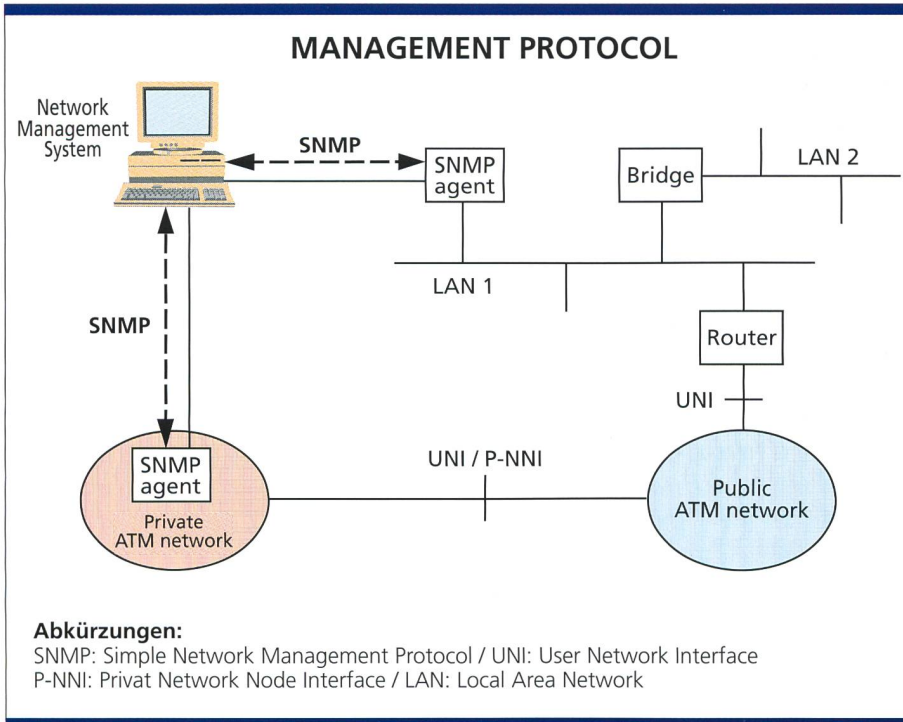 MANAGEMENT PROTOCOL
Network
Management
System
SNMP
SNMP
agent
Bridge
LAN 2
LAN 1
SNMP
Router
UNI
SNMP
agent
Private
ATM network
UNI / P-NNI
Public
ATM network
Abkürzungen:
SNMP: Simple Network Management Protocol / UNI: User Network Interface
P-NNI: Privat Network Node Interface / LAN: Local Area Network